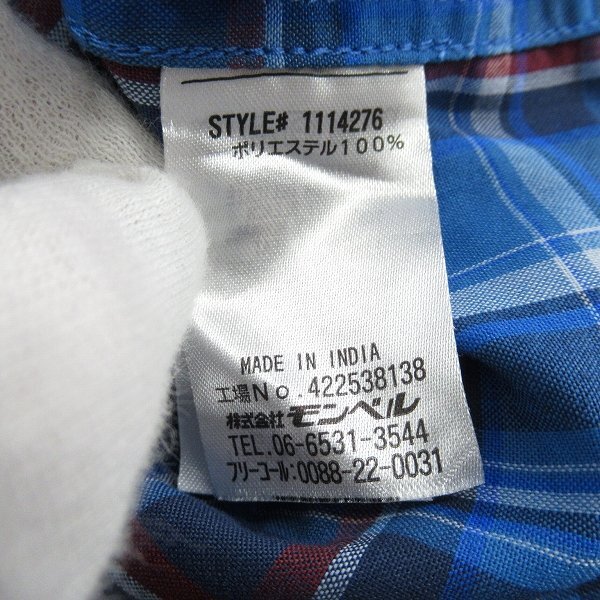 STYLE# 1114276
ポリエステル100%
MADE IN INDIA
工場No.422538138
株式会社 モンベル
TEL.06-6531-3544
フリーコール:0088-22-0031